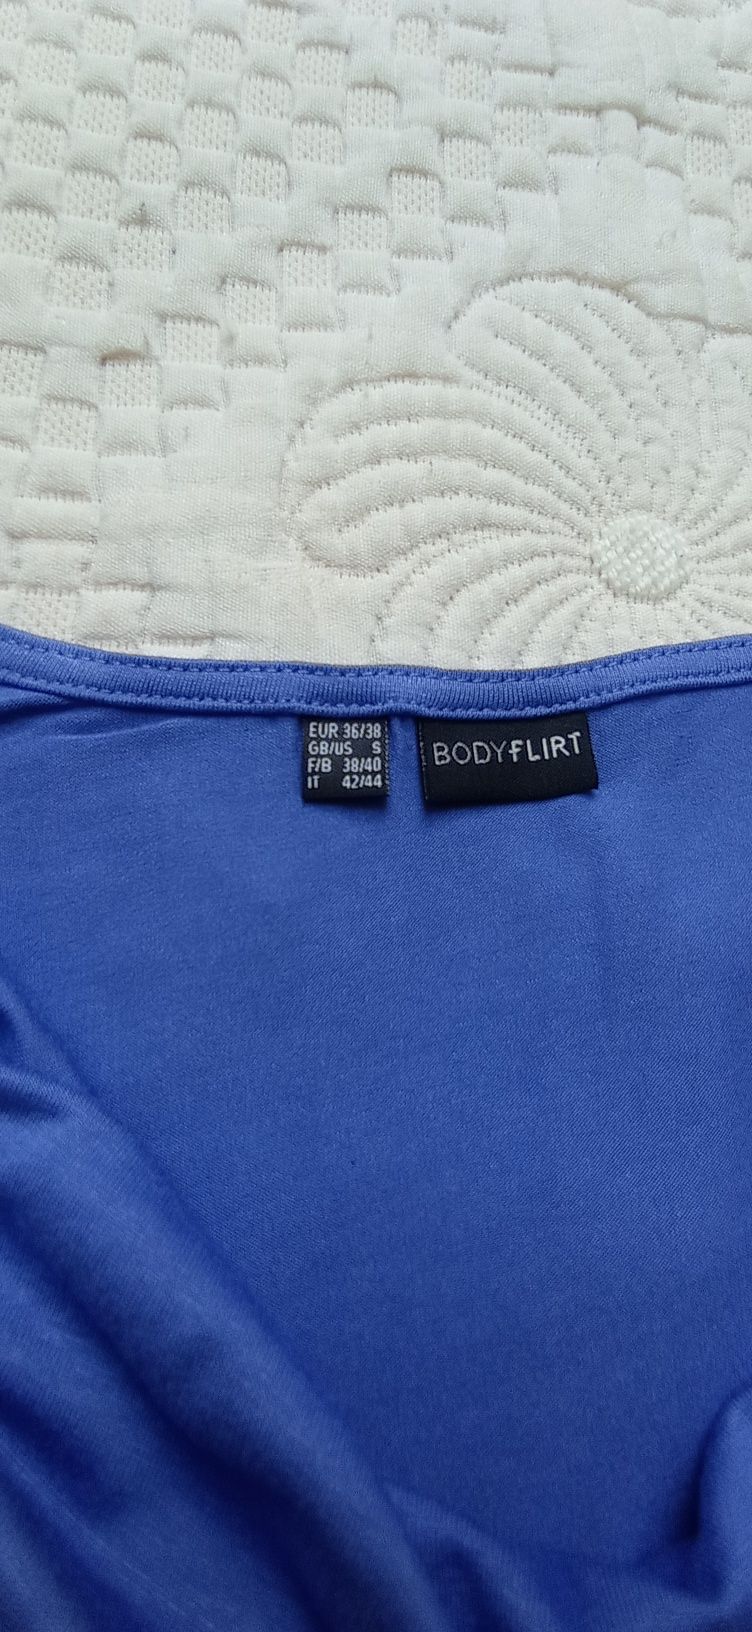 EUR 36/38
GB/US S
F/B 38/40
IT 42/44
BODYFLIRT